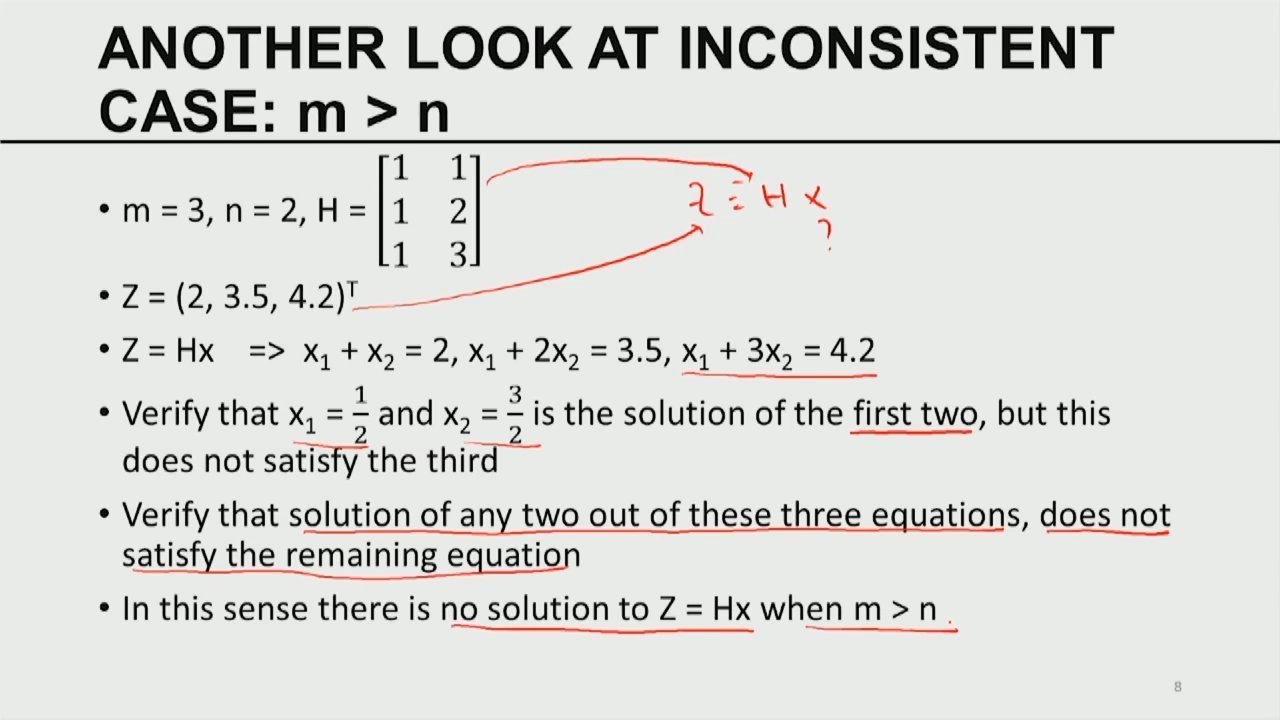 ANOTHER LOOK AT INCONSISTENT
CASE: m > n
• m = 3, n = 2, H = [1 1; 1 2; 1 3]
Z = H x
?
• Z = (2, 3.5, 4.2)ᵀ
• Z = Hx => x₁ + x₂ = 2, x₁ + 2x₂ = 3.5, x₁ + 3x₂ = 4.2
• Verify that x₁ = 1/2 and x₂ = 3/2 is the solution of the first two, but this
does not satisfy the third
• Verify that solution of any two out of these three equations, does not
satisfy the remaining equation
• In this sense there is no solution to Z = Hx when m > n
8